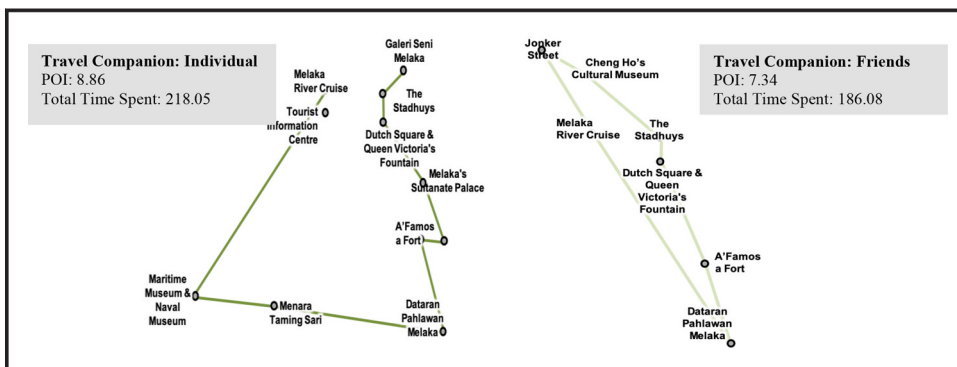 Travel Companion: Individual
POI: 8.86
Total Time Spent: 218.05
Melaka
River Cruise
Tourist
Information
Centre
Galeri Seni
Melaka
The
Stadhuys
Dutch Square &
Queen Victoria's
Fountain
Melaka's
Sultanate Palace
A'Famos
a Fort
Maritime
Museum &
Naval
Museum
Menara
Taming Sari
Dataran
Pahlawan
Melaka
Jonker
Street
Cheng Ho's
Cultural Museum
Travel Companion: Friends
POI: 7.34
Total Time Spent: 186.08
Melaka
River Cruise
The
Stadhuys
Dutch Square &
Queen
Victoria's
Fountain
A'Famos
a Fort
Dataran
Pahlawan
Melaka